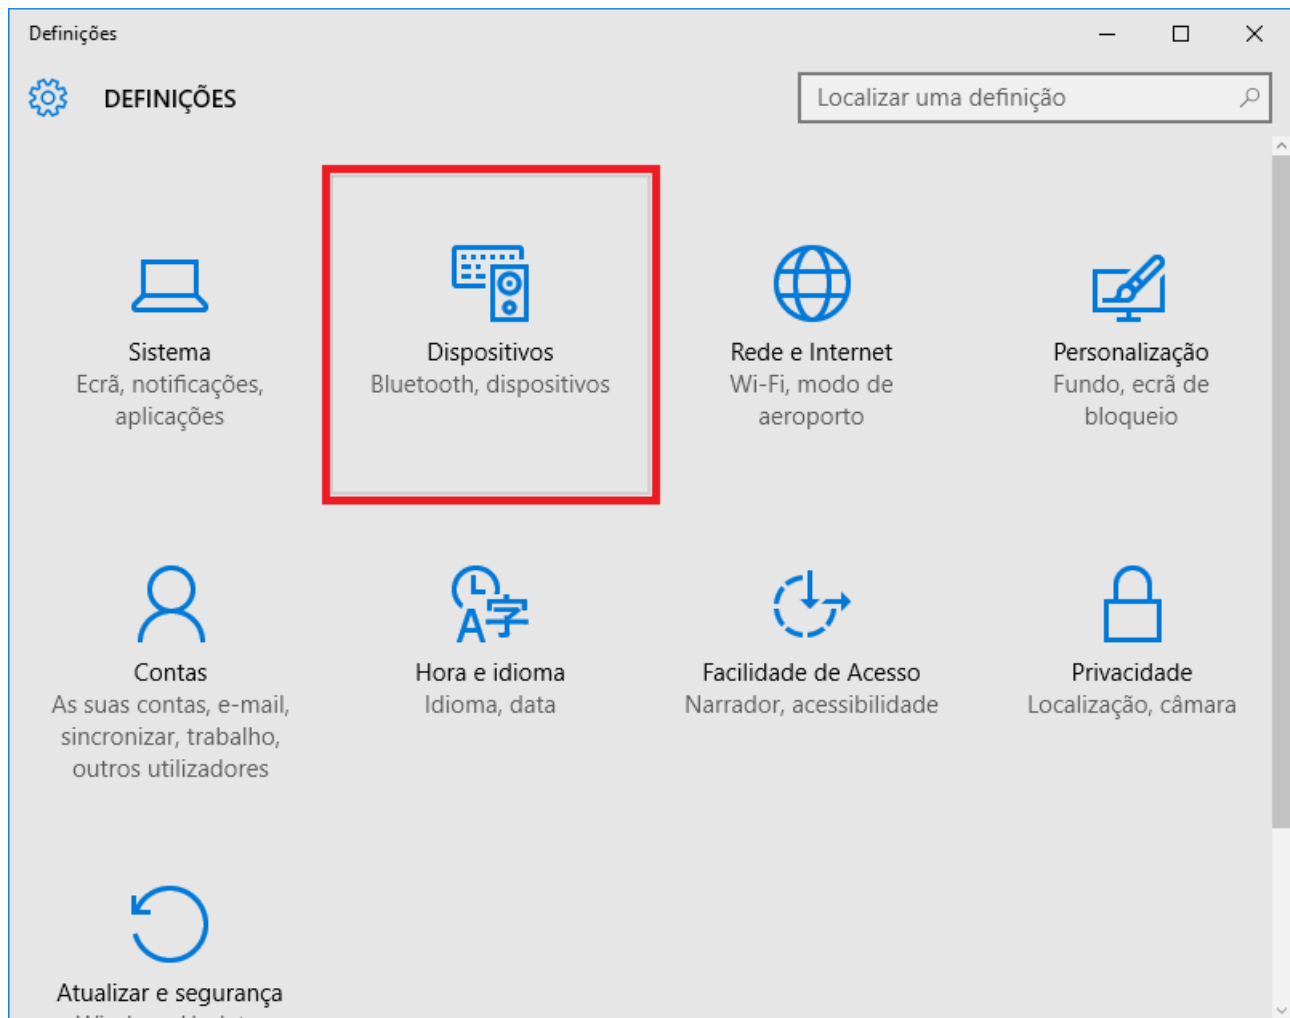 Definições
DEFINIÇÕES
Localizar uma definição
Sistema
Ecrã, notificações,
aplicações
Dispositivos
Bluetooth, dispositivos
Rede e Internet
Wi-Fi, modo de
aeroporto
Personalização
Fundo, ecrã de
bloqueio
Contas
As suas contas, e-mail,
sincronizar, trabalho,
outros utilizadores
Hora e idioma
Idioma, data
Facilidade de Acesso
Narrador, acessibilidade
Privacidade
Localização, câmara
Atualizar e segurança